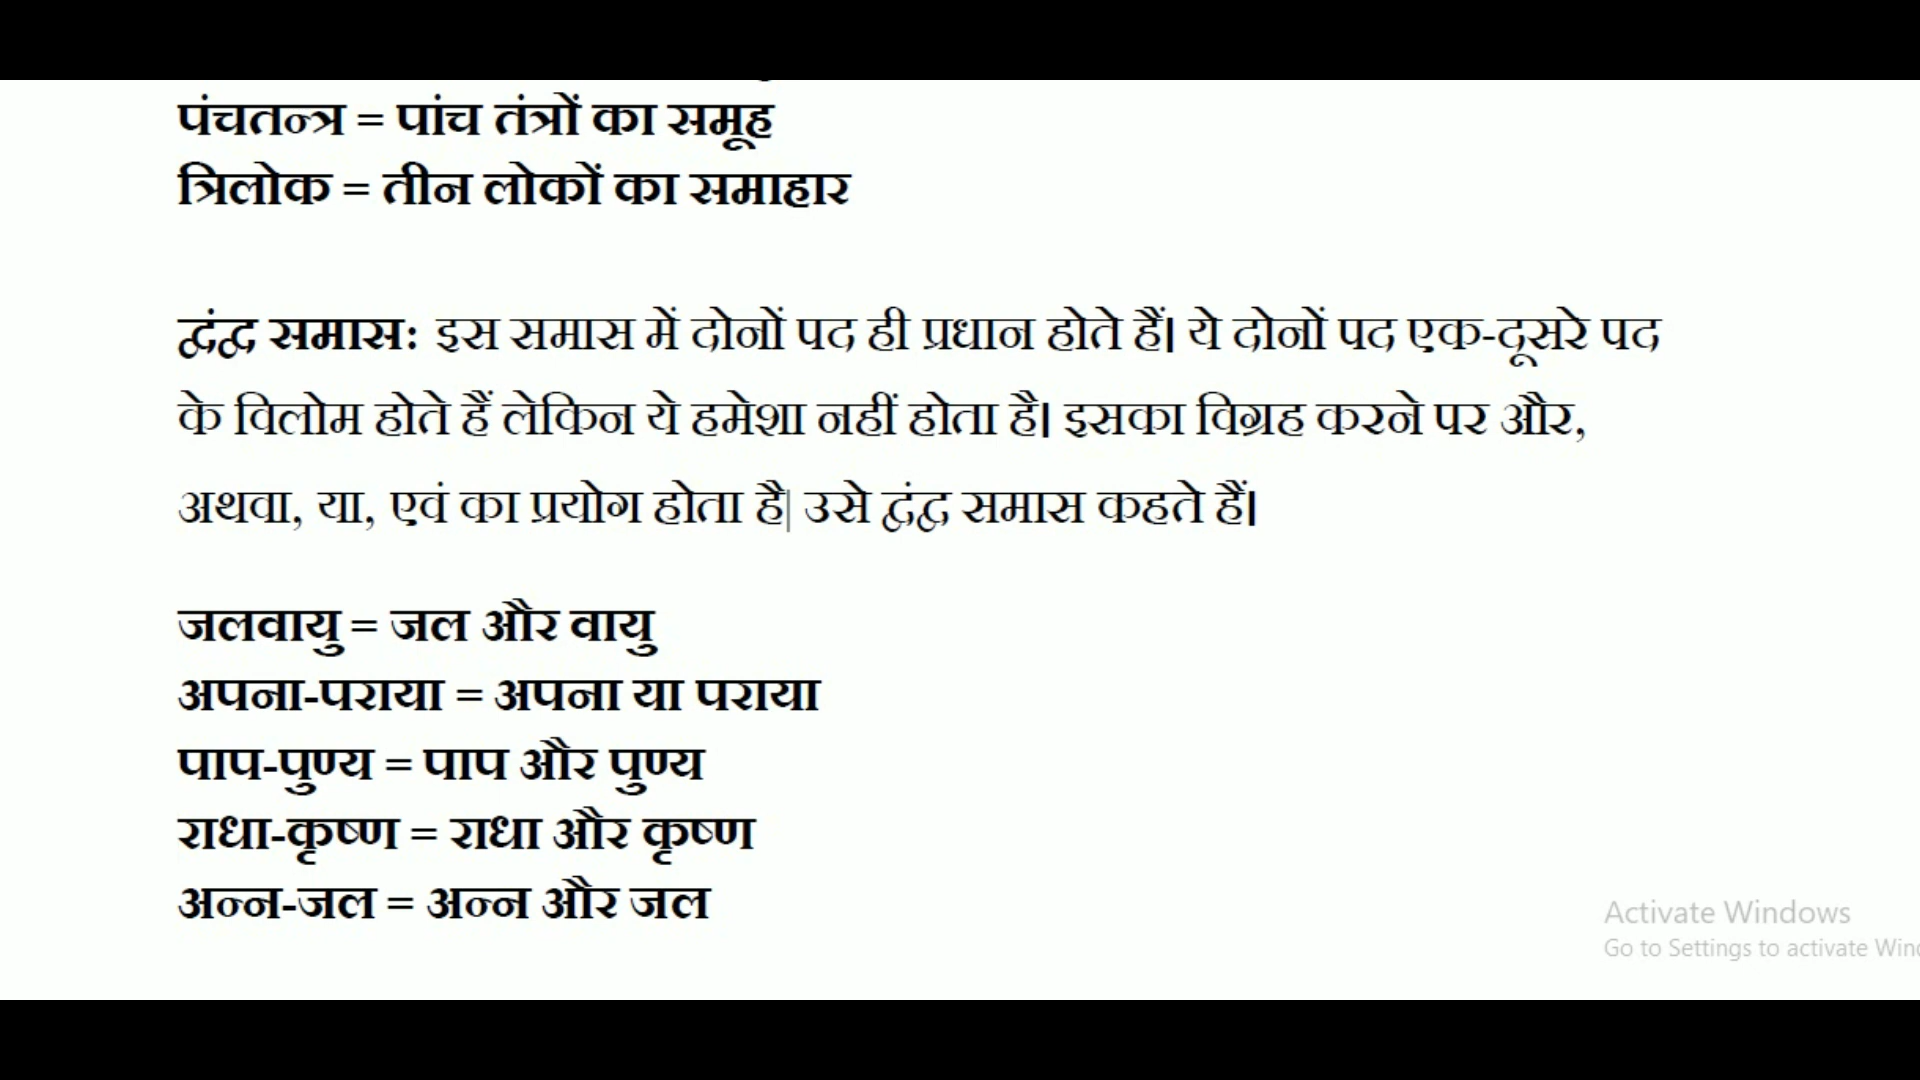 पंचतन्त्र = पांच तंत्रों का समूह
त्रिलोक = तीन लोकों का समाहार
द्वंद्व समासः इस समास में दोनों पद ही प्रधान होते हैं। ये दोनों पद एक-दूसरे पद
के विलोम होते हैं लेकिन ये हमेशा नहीं होता है। इसका विग्रह करने पर और,
अथवा, या, एवं का प्रयोग होता है| उसे द्वंद्व समास कहते हैं।
जलवायु = जल और वायु
अपना-पराया = अपना या पराया
पाप-पुण्य = पाप और पुण्य
राधा-कृष्ण = राधा और कृष्ण
अन्न-जल = अन्न और जल
Activate Windows
Go to Settings to activate